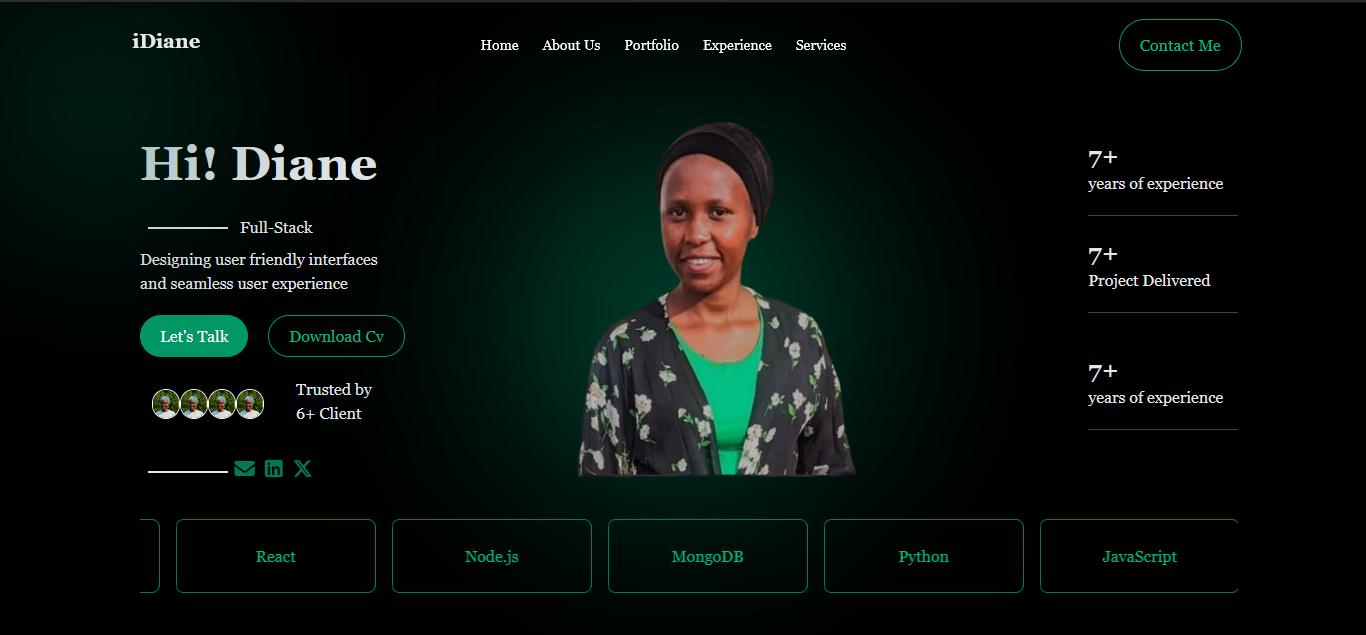 iDiane
Home
About Us
Portfolio
Experience
Services
Contact Me
Hi! Diane
Full-Stack
Designing user friendly interfaces
and seamless user experience
Let's Talk
Download Cv
Trusted by
6+ Client
7+
years of experience
7+
Project Delivered
7+
years of experience
React
Node.js
MongoDB
Python
JavaScript